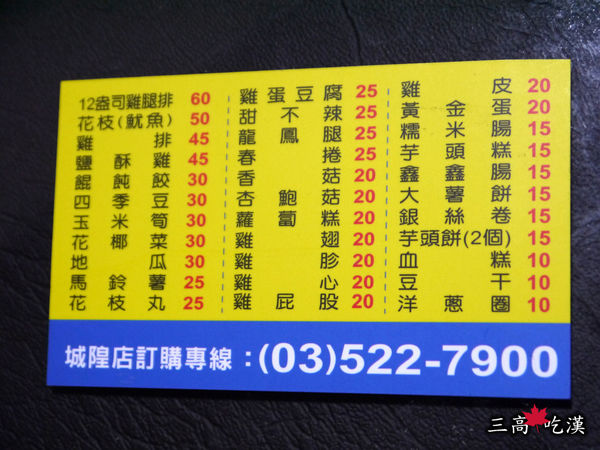 12盎司雞腿排 60
花枝(魷魚) 50
雞排 45
鹽酥雞 45
餛飩餃 30
四季豆 30
玉米筍 30
花椰菜 30
地瓜 30
馬鈴薯 25
花枝丸 25
雞蛋豆腐 25
甜不辣 25
龍鳳腿 25
春捲 25
香菇 20
杏鮑菇 20
蘿蔔糕 20
雞翅 20
雞胗 20
雞心 20
雞屁股 20
雞皮 20
黃金蛋 20
糯米腸 15
芋頭糕 15
鑫鑫腸 15
大薯餅 15
銀絲卷 15
芋頭餅(2個) 15
血糕 10
豆干 10
洋蔥圈 10
城隍店訂購專線：(03)522-7900
三高吃漢